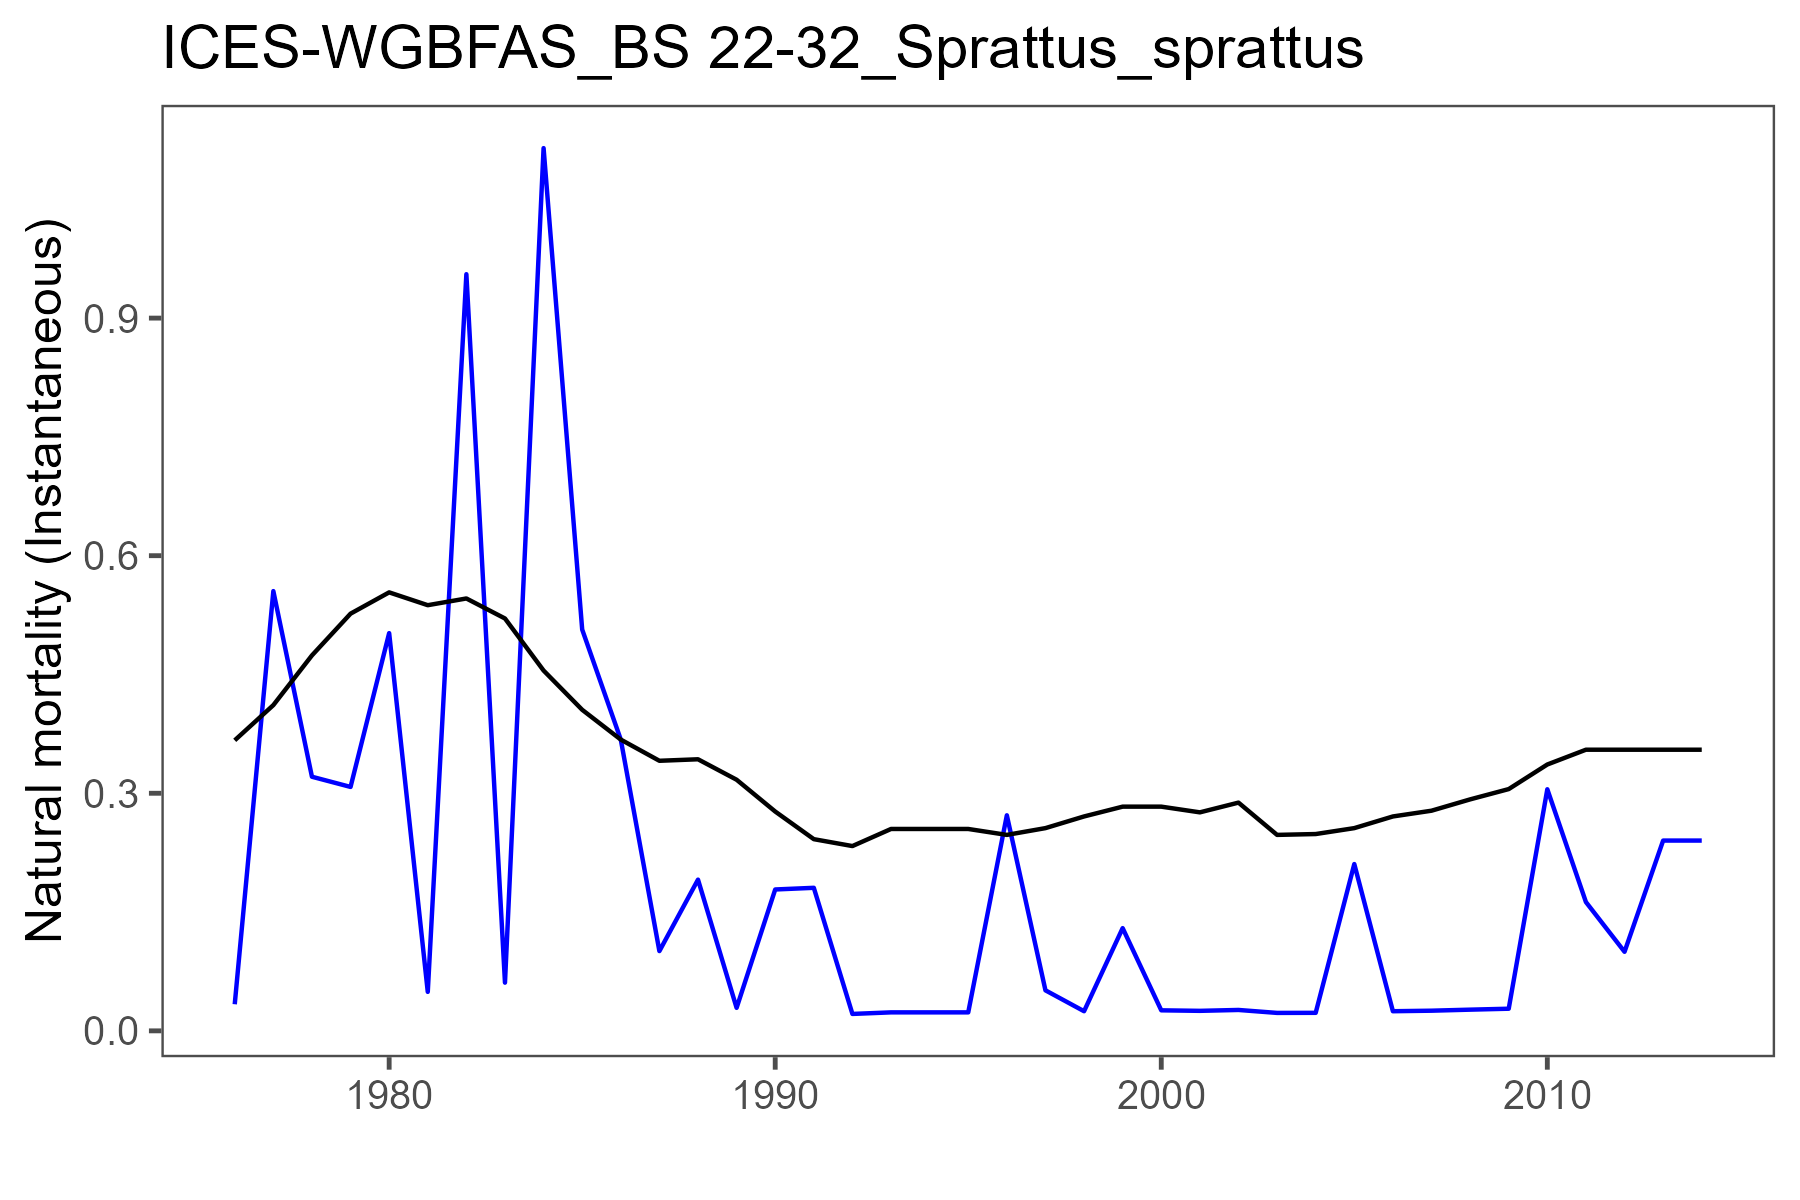 ICES-WGBFAS_BS 22-32_Sprattus_sprattus
Natural mortality (Instantaneous)
0.9
0.6
0.3
0.0
1980 1990 2000 2010